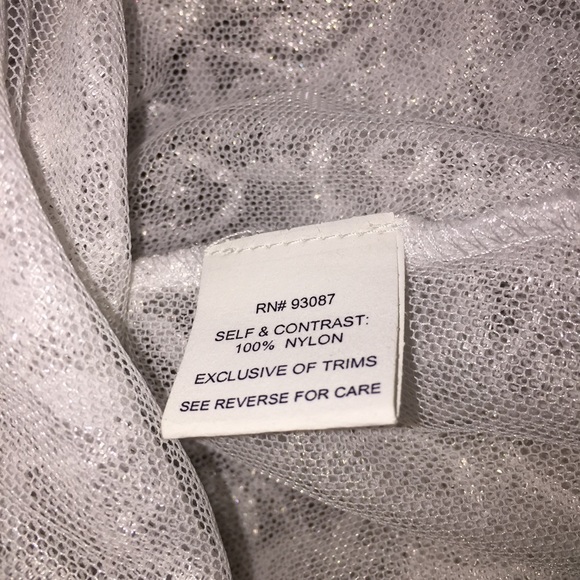 RN# 93087
SELF & CONTRAST:
100% NYLON
EXCLUSIVE OF TRIMS
SEE REVERSE FOR CARE